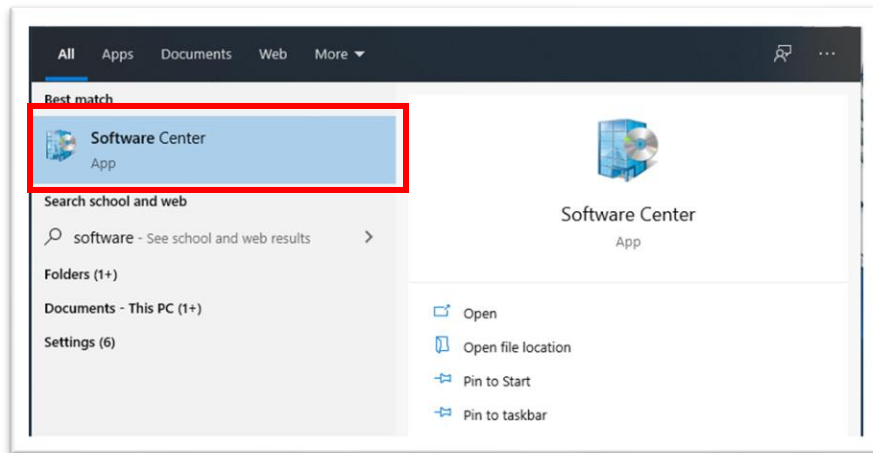 All Apps Documents Web More
Best match
Software Center
App
Search school and web
software - See school and web results
Folders (1+)
Documents - This PC (1+)
Settings (6)
Software Center
App
Open
Open file location
Pin to Start
Pin to taskbar